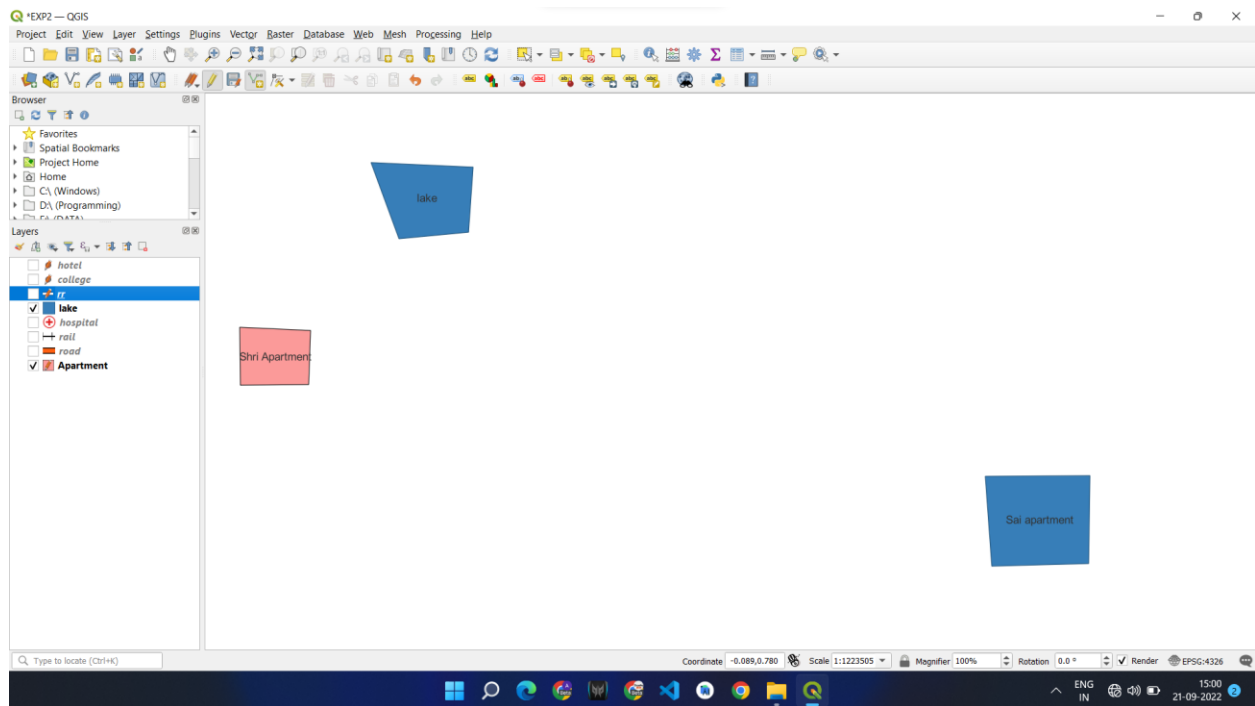 *EXP2 — QGIS
Project Edit View Layer Settings Plugins Vector Raster Database Web Mesh Processing Help
Browser
Favorites
Spatial Bookmarks
Project Home
Home
C:\ (Windows)
D:\ (Programming)
Layers
hotel
college
rr
lake
hospital
rail
road
Apartment
lake
Shri Apartment
Sai apartment
Type to locate (Ctrl+K)
Coordinate -0.089,0.780 Scale 1:1223505 Magnifier 100% Rotation 0.0 ° Render EPSG:4326
ENG
IN
15:00
21-09-2022
2